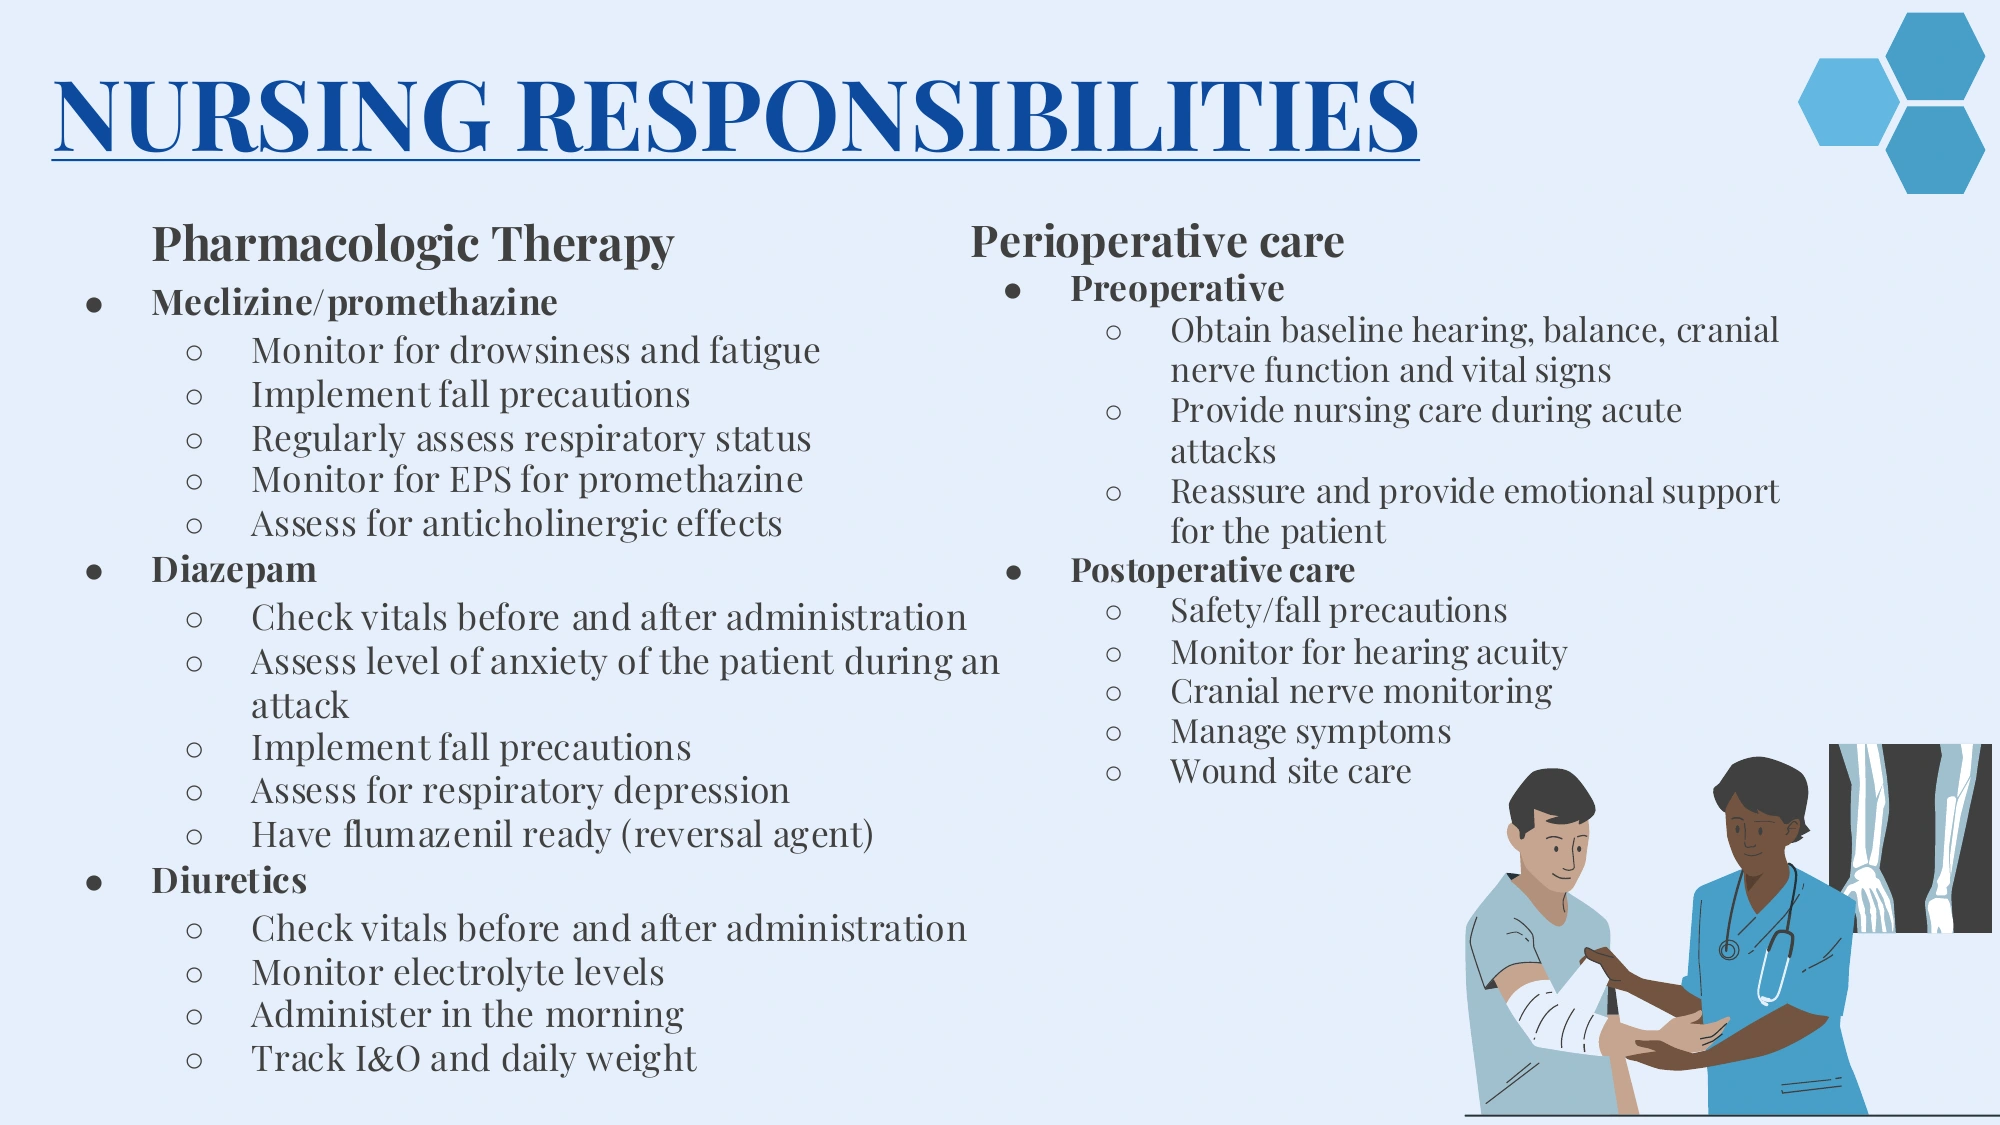 NURSING RESPONSIBILITIES
Pharmacologic Therapy
● Meclizine/promethazine
○ Monitor for drowsiness and fatigue
○ Implement fall precautions
○ Regularly assess respiratory status
○ Monitor for EPS for promethazine
○ Assess for anticholinergic effects
● Diazepam
○ Check vitals before and after administration
○ Assess level of anxiety of the patient during an
attack
○ Implement fall precautions
○ Assess for respiratory depression
○ Have flumazenil ready (reversal agent)
● Diuretics
○ Check vitals before and after administration
○ Monitor electrolyte levels
○ Administer in the morning
○ Track I&O and daily weight
Perioperative care
● Preoperative
○ Obtain baseline hearing, balance, cranial
nerve function and vital signs
○ Provide nursing care during acute
attacks
○ Reassure and provide emotional support
for the patient
● Postoperative care
○ Safety/fall precautions
○ Monitor for hearing acuity
○ Cranial nerve monitoring
○ Manage symptoms
○ Wound site care